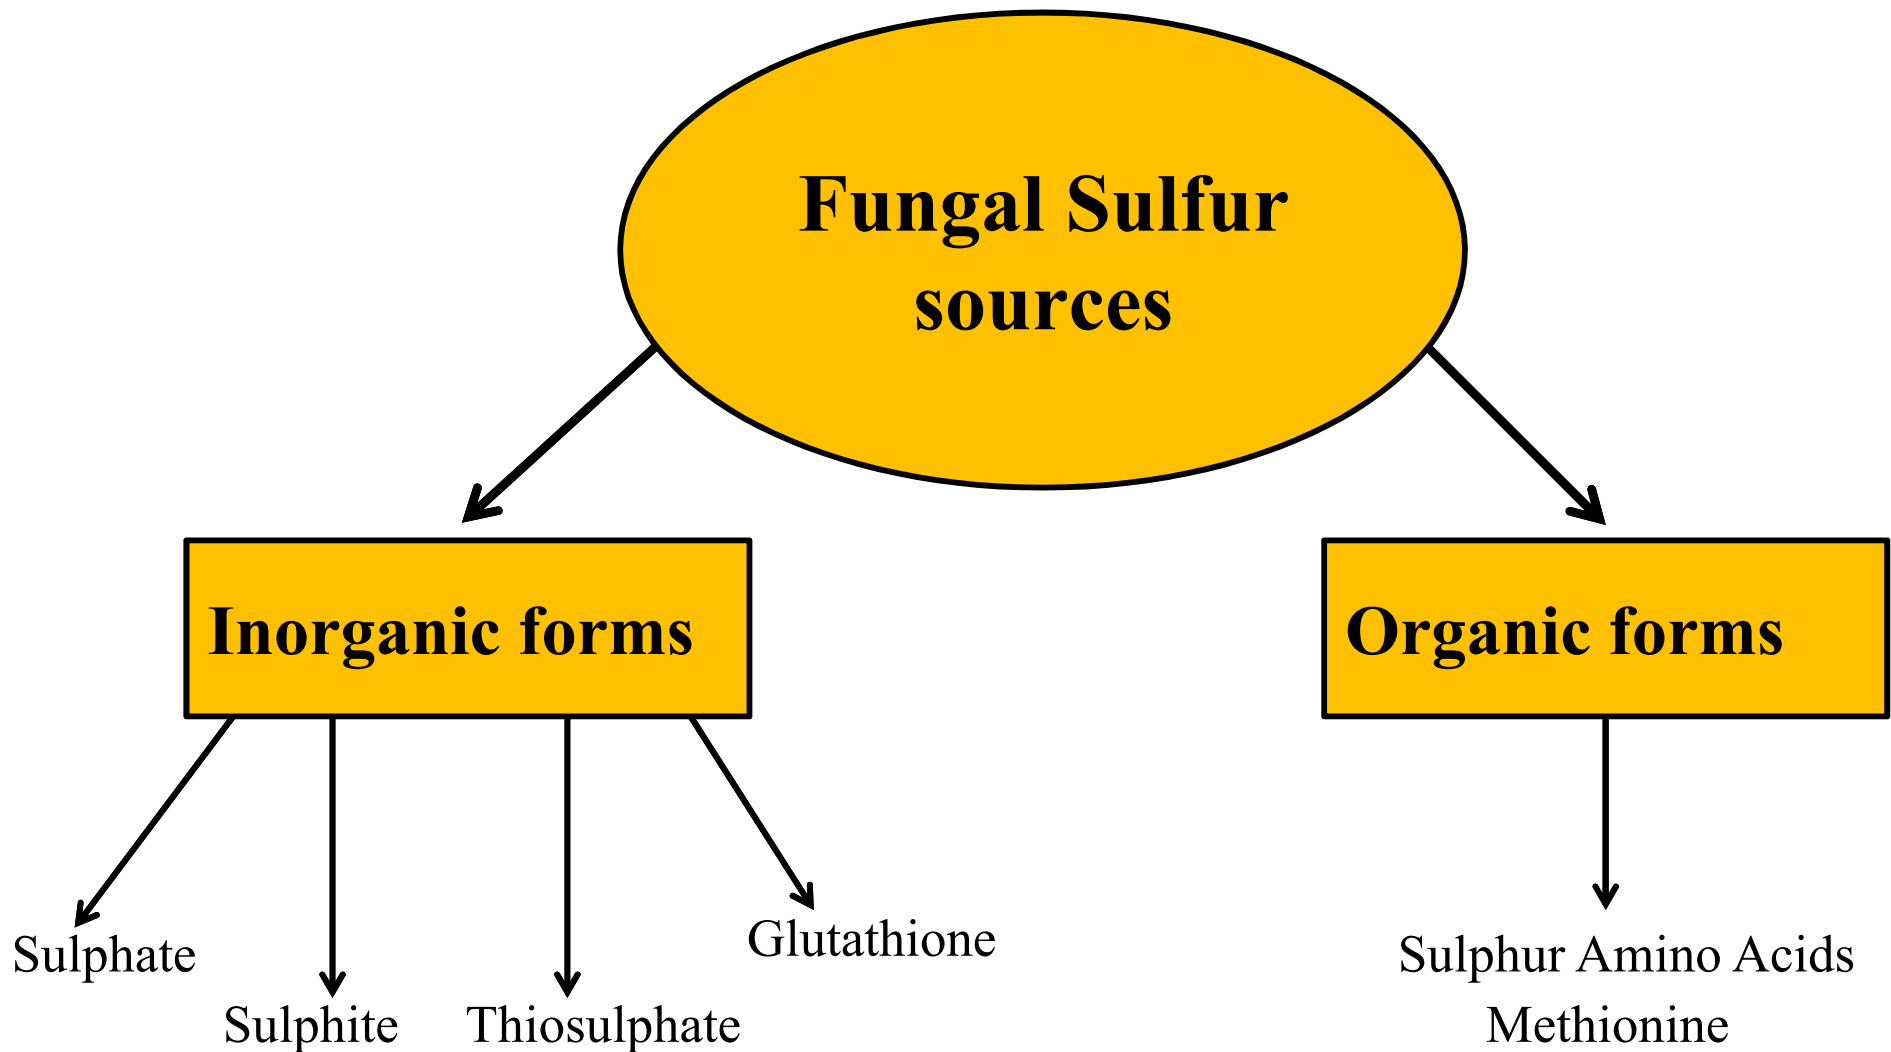 Fungal Sulfur
sources
Inorganic forms
Organic forms
Sulphate
Sulphite
Thiosulphate
Glutathione
Sulphur Amino Acids
Methionine